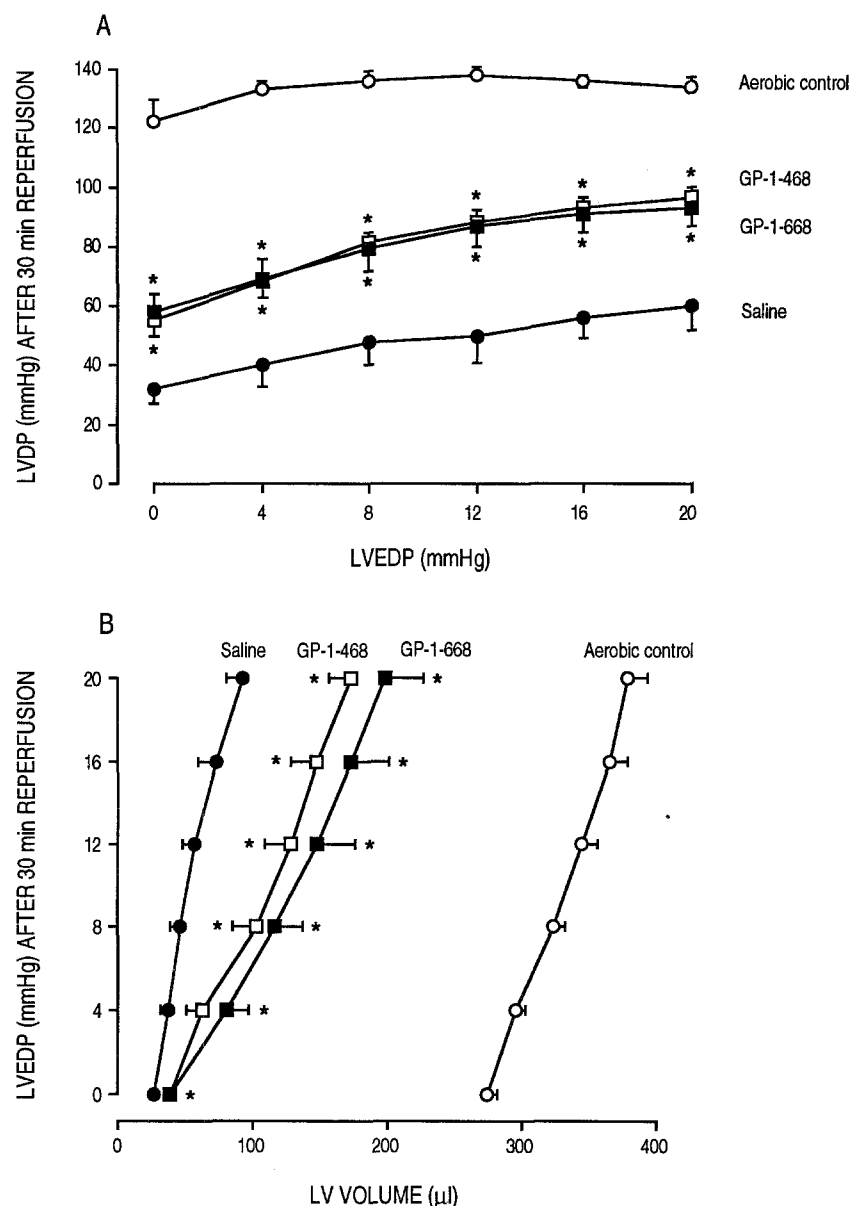 A
LVDP (mmHg) AFTER 30 min REPERFUSION
140
120
100
80
60
40
20
0
Aerobic control
GP-1-468
GP-1-668
Saline
* * * * * *
* * * * * *
0 4 8 12 16 20
LVEDP (mmHg)
B
LVEDP (mmHg) AFTER 30 min REPERFUSION
Saline GP-1-468 GP-1-668 Aerobic control
20 * *
16 * *
12 * *
8 * *
4 *
0 *
0 100 200 300 400
LV VOLUME (µl)